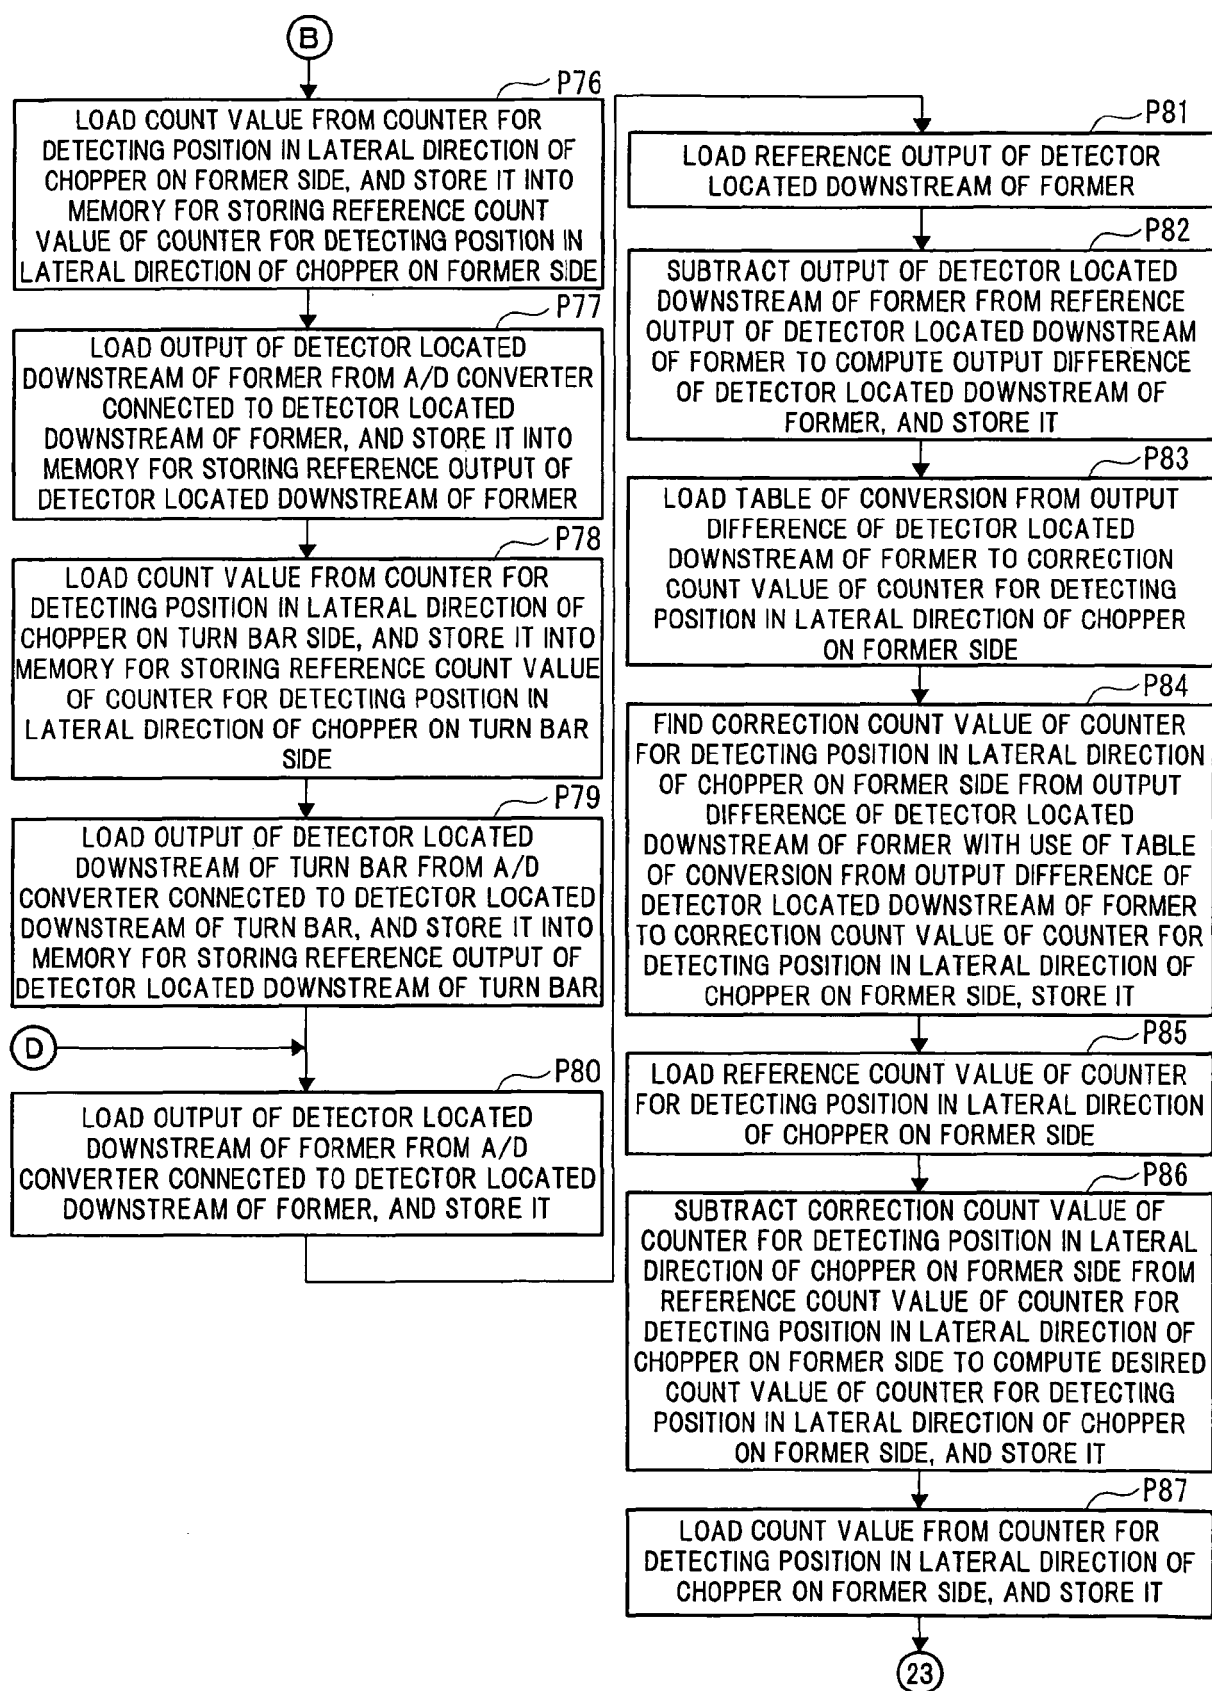 B
P76
LOAD COUNT VALUE FROM COUNTER FOR
DETECTING POSITION IN LATERAL DIRECTION OF
CHOPPER ON FORMER SIDE, AND STORE IT INTO
MEMORY FOR STORING REFERENCE COUNT
VALUE OF COUNTER FOR DETECTING POSITION IN
LATERAL DIRECTION OF CHOPPER ON FORMER SIDE
P77
LOAD OUTPUT OF DETECTOR LOCATED
DOWNSTREAM OF FORMER FROM A/D CONVERTER
CONNECTED TO DETECTOR LOCATED
DOWNSTREAM OF FORMER, AND STORE IT INTO
MEMORY FOR STORING REFERENCE OUTPUT OF
DETECTOR LOCATED DOWNSTREAM OF FORMER
P78
LOAD COUNT VALUE FROM COUNTER FOR
DETECTING POSITION IN LATERAL DIRECTION OF
CHOPPER ON TURN BAR SIDE, AND STORE IT INTO
MEMORY FOR STORING REFERENCE COUNT VALUE
OF COUNTER FOR DETECTING POSITION IN
LATERAL DIRECTION OF CHOPPER ON TURN BAR
SIDE
P79
LOAD OUTPUT OF DETECTOR LOCATED
DOWNSTREAM OF TURN BAR FROM A/D
CONVERTER CONNECTED TO DETECTOR LOCATED
DOWNSTREAM OF TURN BAR, AND STORE IT INTO
MEMORY FOR STORING REFERENCE OUTPUT OF
DETECTOR LOCATED DOWNSTREAM OF TURN BAR
D
P80
LOAD OUTPUT OF DETECTOR LOCATED
DOWNSTREAM OF FORMER FROM A/D
CONVERTER CONNECTED TO DETECTOR LOCATED
DOWNSTREAM OF FORMER, AND STORE IT
P81
LOAD REFERENCE OUTPUT OF DETECTOR
LOCATED DOWNSTREAM OF FORMER
P82
SUBTRACT OUTPUT OF DETECTOR LOCATED
DOWNSTREAM OF FORMER FROM REFERENCE
OUTPUT OF DETECTOR LOCATED DOWNSTREAM
OF FORMER TO COMPUTE OUTPUT DIFFERENCE
OF DETECTOR LOCATED DOWNSTREAM OF
FORMER, AND STORE IT
P83
LOAD TABLE OF CONVERSION FROM OUTPUT
DIFFERENCE OF DETECTOR LOCATED
DOWNSTREAM OF FORMER TO CORRECTION
COUNT VALUE OF COUNTER FOR DETECTING
POSITION IN LATERAL DIRECTION OF CHOPPER
ON FORMER SIDE
P84
FIND CORRECTION COUNT VALUE OF COUNTER
FOR DETECTING POSITION IN LATERAL DIRECTION
OF CHOPPER ON FORMER SIDE FROM OUTPUT
DIFFERENCE OF DETECTOR LOCATED
DOWNSTREAM OF FORMER WITH USE OF TABLE
OF CONVERSION FROM OUTPUT DIFFERENCE OF
DETECTOR LOCATED DOWNSTREAM OF FORMER
TO CORRECTION COUNT VALUE OF COUNTER FOR
DETECTING POSITION IN LATERAL DIRECTION OF
CHOPPER ON FORMER SIDE, STORE IT
P85
LOAD REFERENCE COUNT VALUE OF COUNTER
FOR DETECTING POSITION IN LATERAL DIRECTION
OF CHOPPER ON FORMER SIDE
P86
SUBTRACT CORRECTION COUNT VALUE OF
COUNTER FOR DETECTING POSITION IN LATERAL
DIRECTION OF CHOPPER ON FORMER SIDE FROM
REFERENCE COUNT VALUE OF COUNTER FOR
DETECTING POSITION IN LATERAL DIRECTION OF
CHOPPER ON FORMER SIDE TO COMPUTE DESIRED
COUNT VALUE OF COUNTER FOR DETECTING
POSITION IN LATERAL DIRECTION OF CHOPPER
ON FORMER SIDE, AND STORE IT
P87
LOAD COUNT VALUE FROM COUNTER FOR
DETECTING POSITION IN LATERAL DIRECTION OF
CHOPPER ON FORMER SIDE, AND STORE IT
23